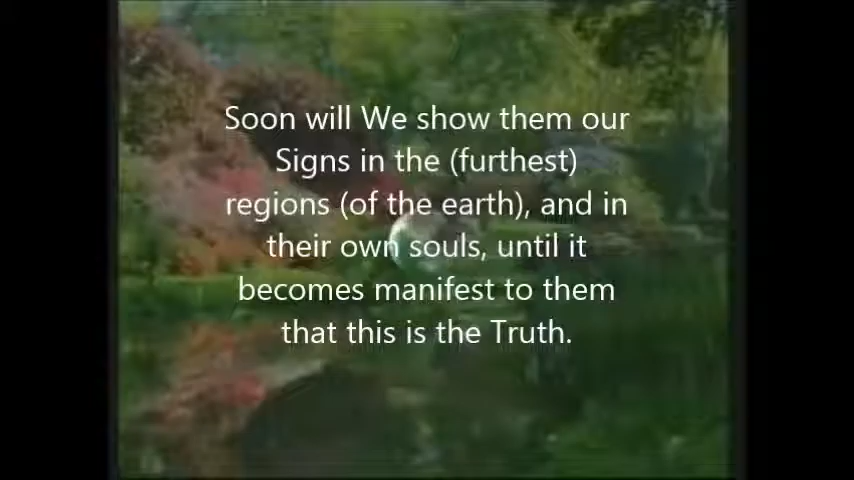 Soon will We show them our
Signs in the (furthest)
regions (of the earth), and in
their own souls, until it
becomes manifest to them
that this is the Truth.